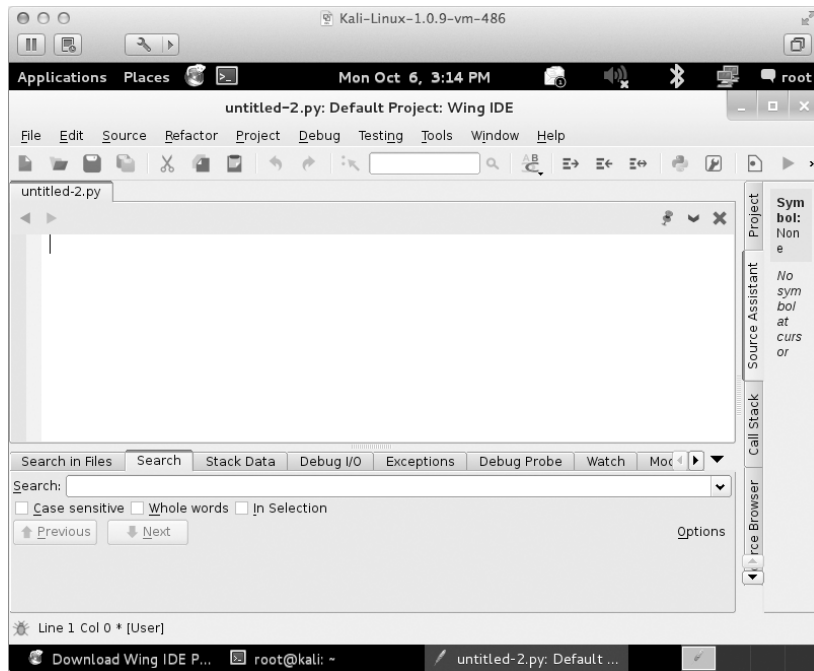 Kali-Linux-1.0.9-vm-486
Applications Places Mon Oct 6, 3:14 PM root
untitled-2.py: Default Project: Wing IDE
File Edit Source Refactor Project Debug Testing Tools Window Help
untitled-2.py
Project
Source Assistant
Call Stack
rce Browser
Sym
bol:
Non
e
No
sym
bol
at
curs
or
Search in Files Search Stack Data Debug I/O Exceptions Debug Probe Watch Moc
Search:
Case sensitive Whole words In Selection
Previous Next Options
Line 1 Col 0 * [User]
Download Wing IDE P... root@kali: ~ untitled-2.py: Default ...